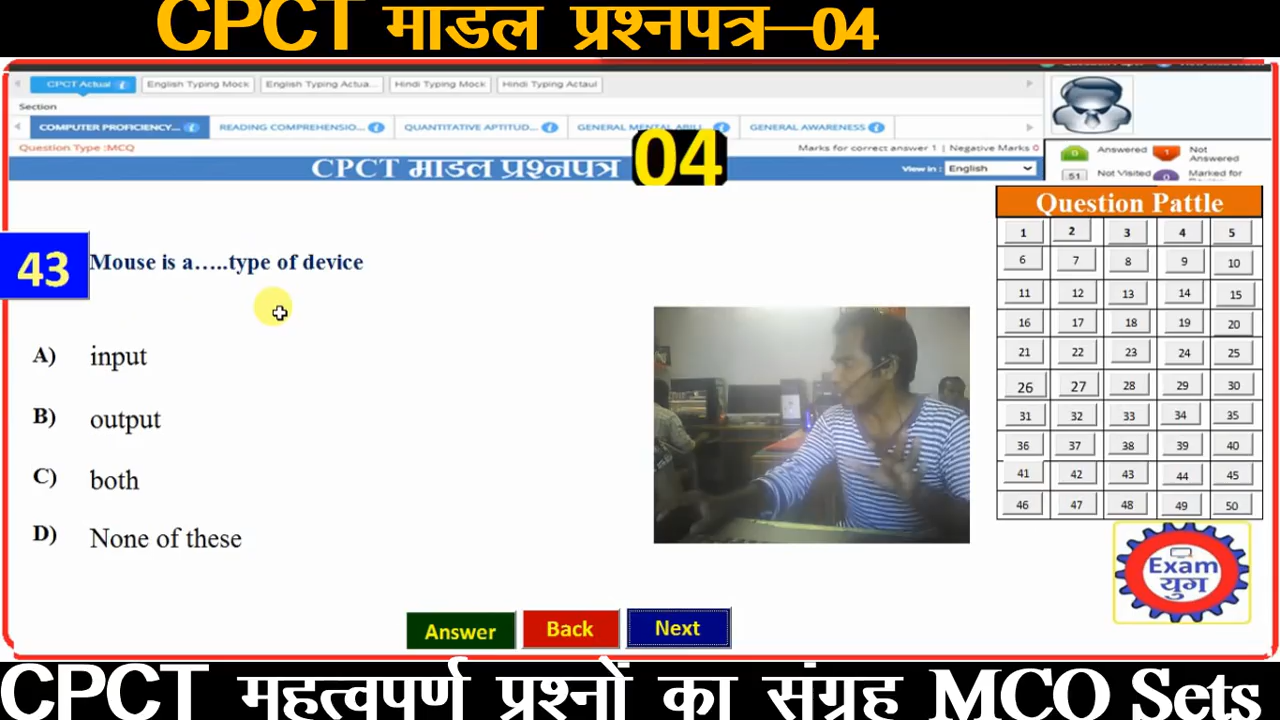 CPCT माडल प्रश्नपत्र—04
CPCT Actual
English Typing Mock
English Typing Actua...
Hindi Typing Mock
Hindi Typing Actaul
Section
COMPUTER PROFICIENCY...
READING COMPREHENSIO...
QUANTITATIVE APTITUD...
GENERAL MENTAL ABILI
GENERAL AWARENESS
Question Type :MCQ
Marks for correct answer 1 | Negative Marks 0
CPCT माडल प्रश्नपत्र 04
View in : English
0 Answered 1 Not Answered
51 Not Visited 0 Marked for
Question Pattle
1 2 3 4 5
6 7 8 9 10
11 12 13 14 15
16 17 18 19 20
21 22 23 24 25
26 27 28 29 30
31 32 33 34 35
36 37 38 39 40
41 42 43 44 45
46 47 48 49 50
43 Mouse is a…..type of device
A) input
B) output
C) both
D) None of these
Exam
युग
Answer Back Next
CPCT महत्वपर्ण प्रश्नों का संग्रह MCQ Sets